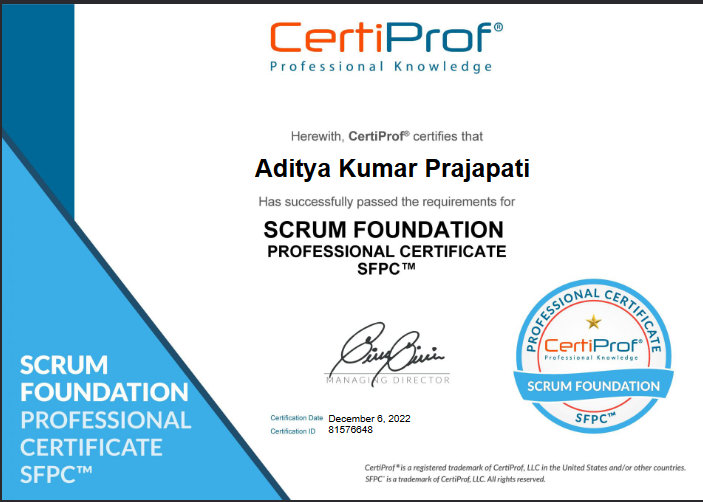 CertiProf®
Professional Knowledge
Herewith, CertiProf® certifies that
Aditya Kumar Prajapati
Has successfully passed the requirements for
SCRUM FOUNDATION
PROFESSIONAL CERTIFICATE
SFPC™
SCRUM
FOUNDATION
PROFESSIONAL
CERTIFICATE
SFPC™
MANAGING DIRECTOR
Certification Date December 6, 2022
Certification ID 81576648
PROFESSIONAL CERTIFICATE
CertiProf®
Professional Knowledge
SCRUM FOUNDATION
SFPC™
CertiProf® is a registered trademark of CertiProf, LLC in the United States and/or other countries.
SFPC™ is a trademark of CertiProf, LLC. All rights reserved.